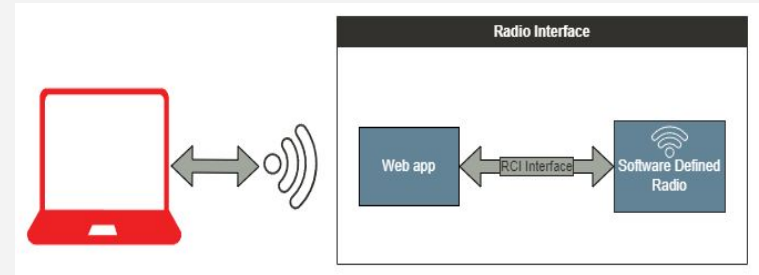 Radio Interface
Web app
RCI Interface
Software Defined
Radio